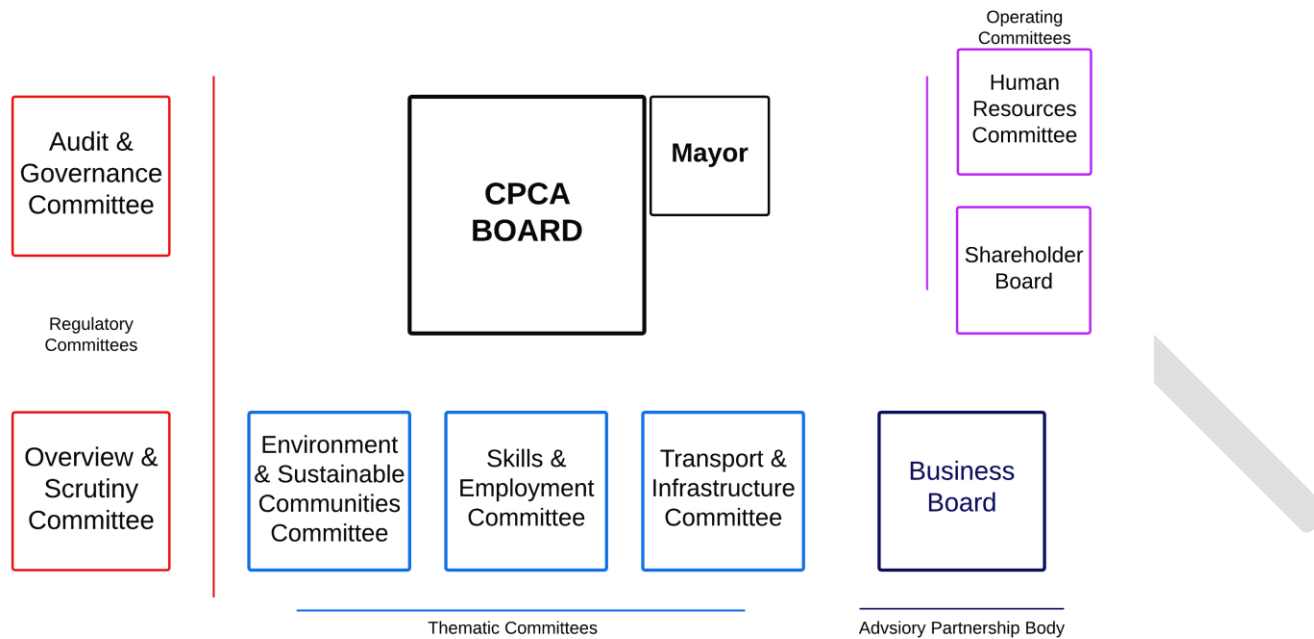 Operating
Committees
Human
Resources
Committee
Audit &
Governance
Committee
CPCA
BOARD
Mayor
Shareholder
Board
Regulatory
Committees
Overview &
Scrutiny
Committee
Environment
& Sustainable
Communities
Committee
Skills &
Employment
Committee
Transport &
Infrastructure
Committee
Business
Board
Thematic Committees
Advsiory Partnership Body